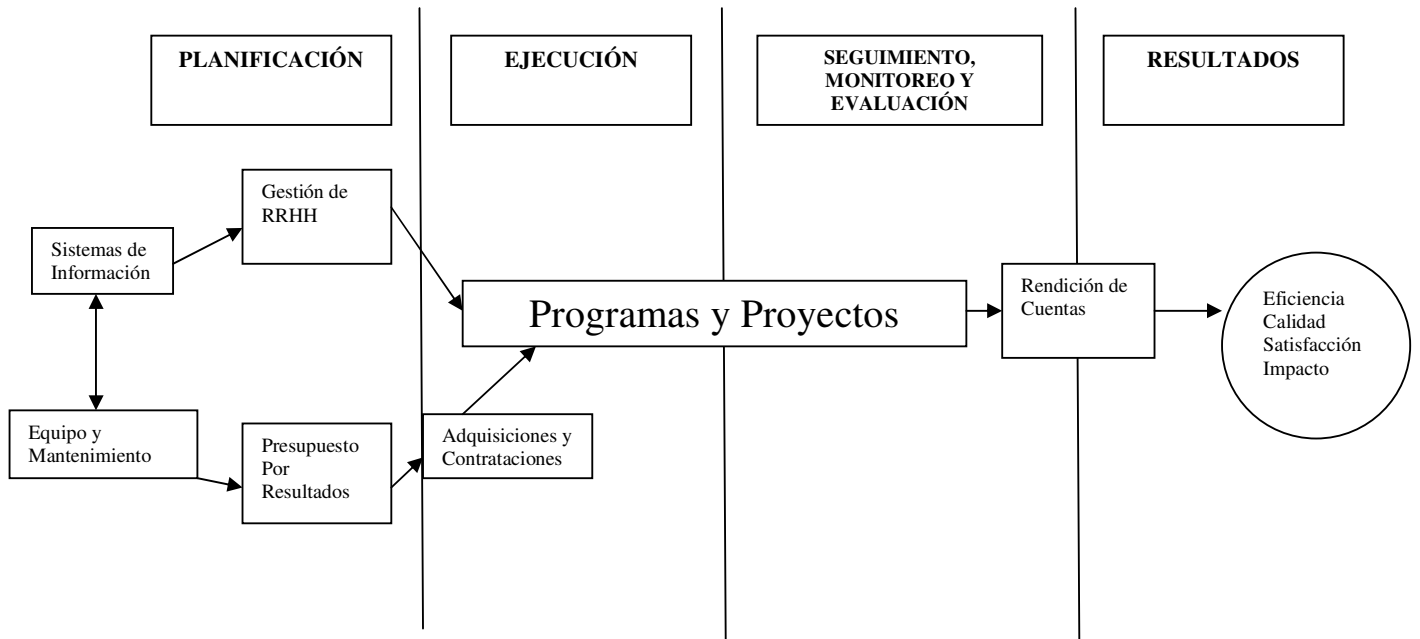 PLANIFICACIÓN
EJECUCIÓN
SEGUIMIENTO,
MONITOREO Y
EVALUACIÓN
RESULTADOS
Gestión de
RRHH
Sistemas de
Información
Programas y Proyectos
Rendición de
Cuentas
Eficiencia
Calidad
Satisfacción
Impacto
Equipo y
Mantenimiento
Presupuesto
Por
Resultados
Adquisiciones y
Contrataciones